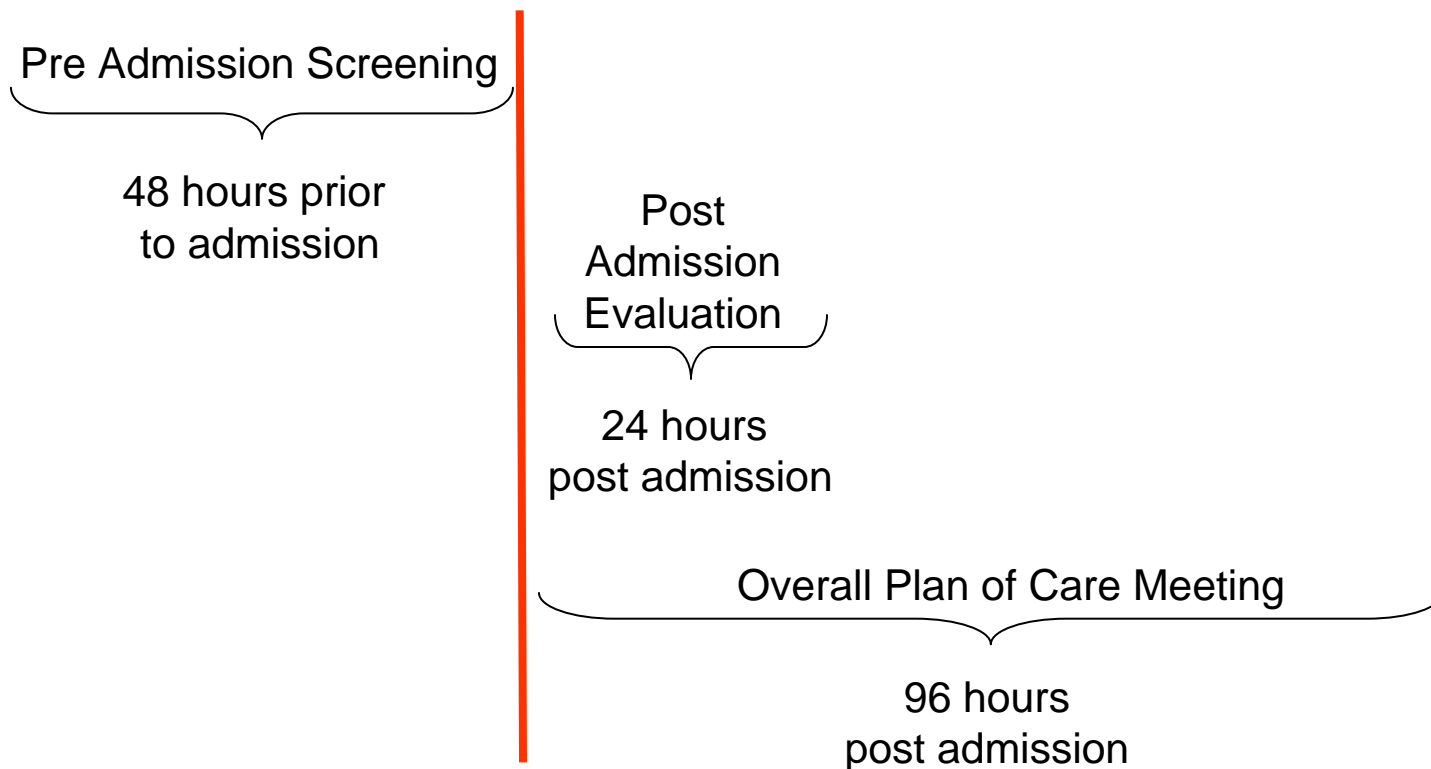 Pre Admission Screening
48 hours prior
to admission
Post
Admission
Evaluation
24 hours
post admission
Overall Plan of Care Meeting
96 hours
post admission